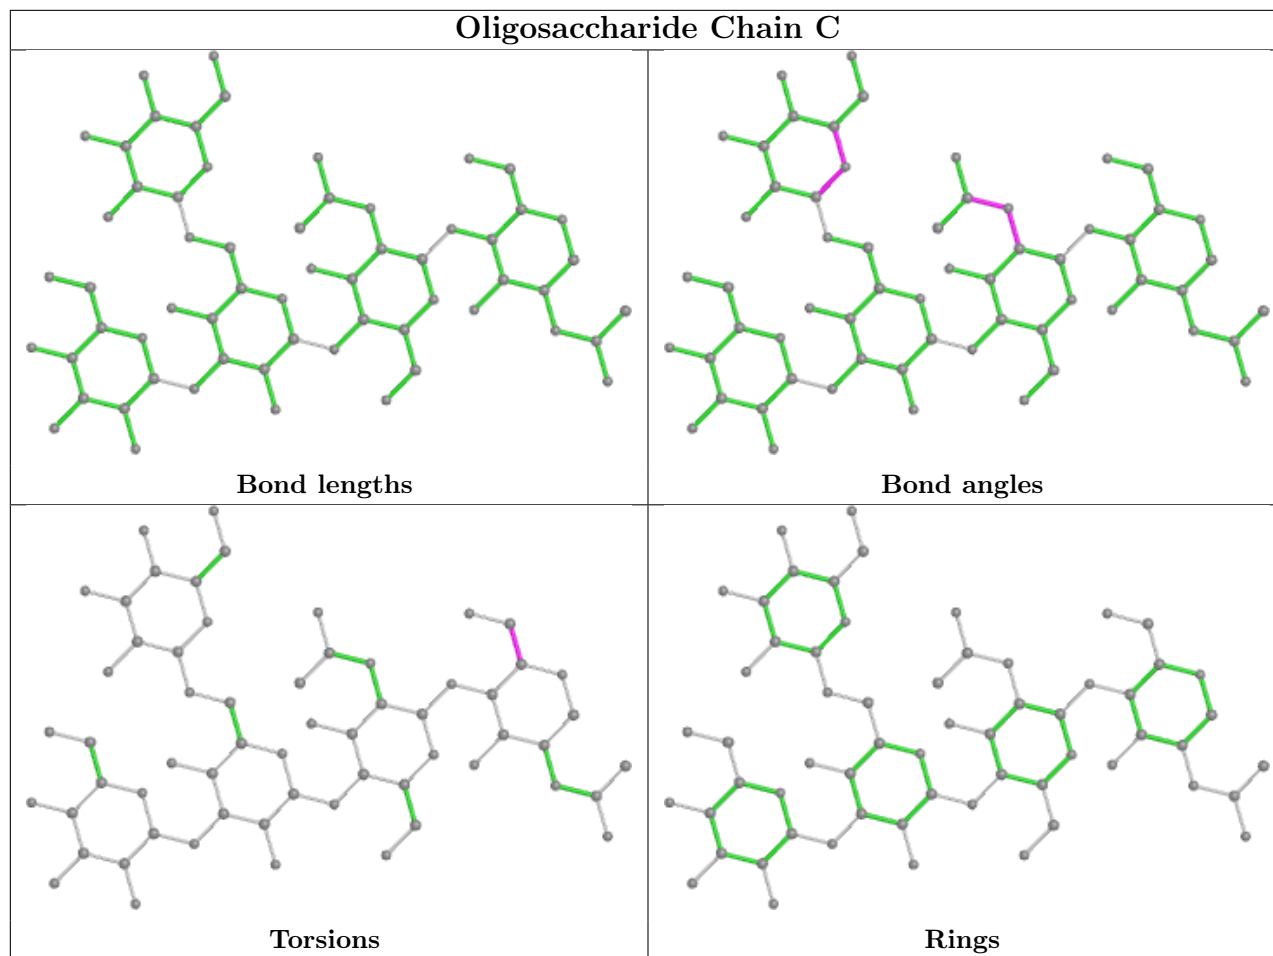 Oligosaccharide Chain C
Bond lengths
Bond angles
Torsions
Rings